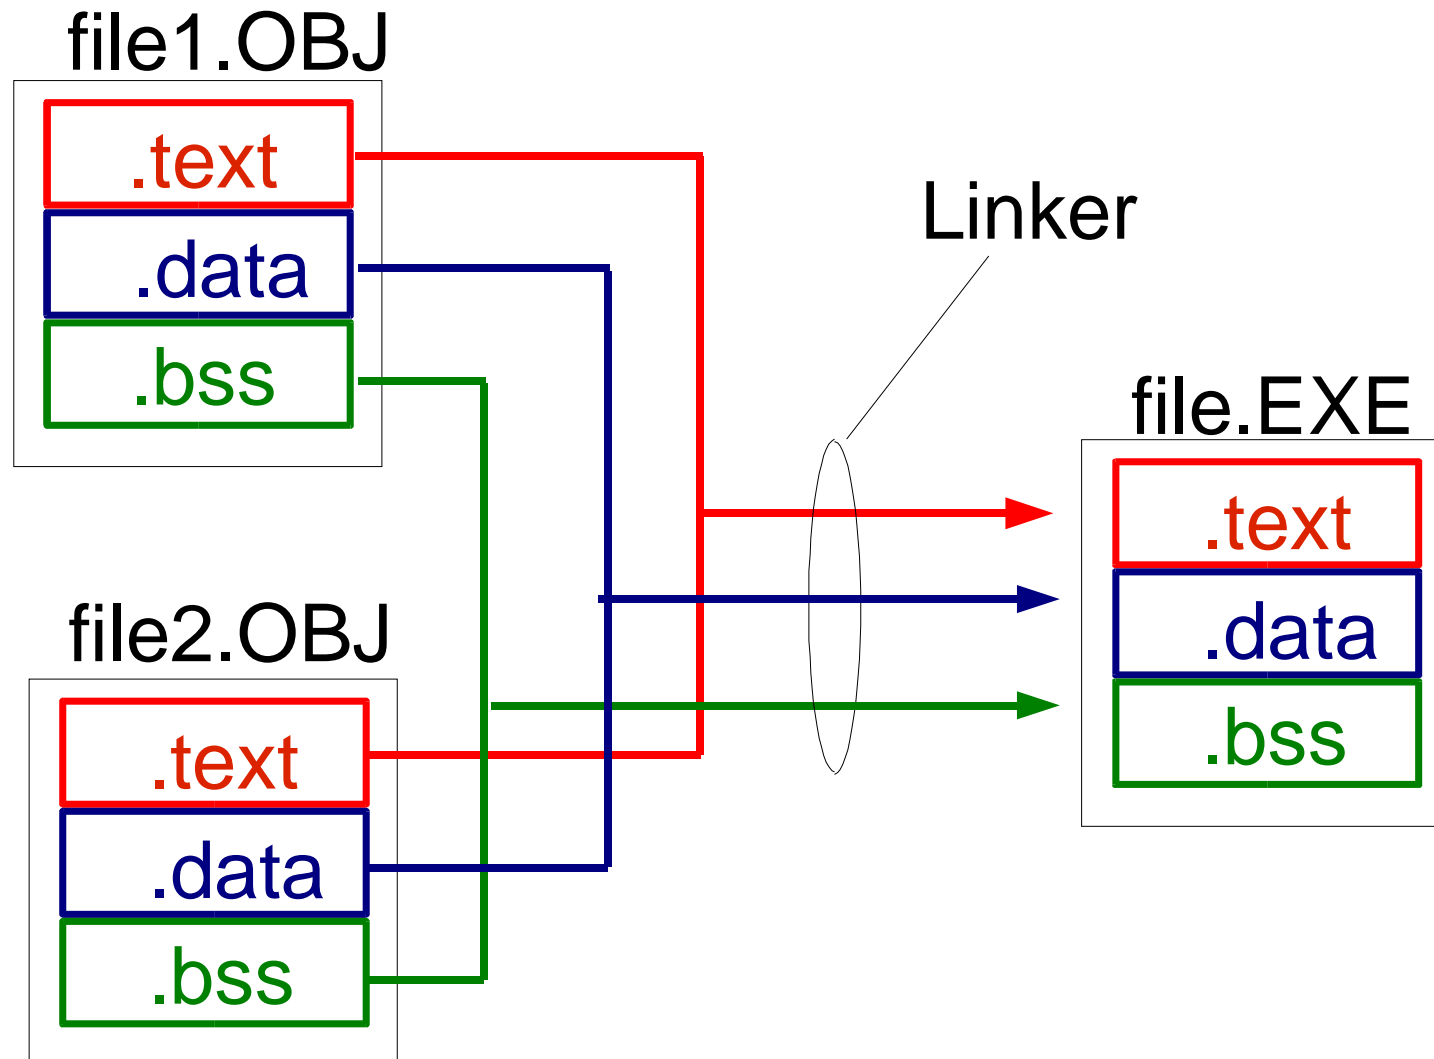 file1.OBJ
.text
.data
.bss
Linker
file.EXE
.text
.data
.bss
file2.OBJ
.text
.data
.bss